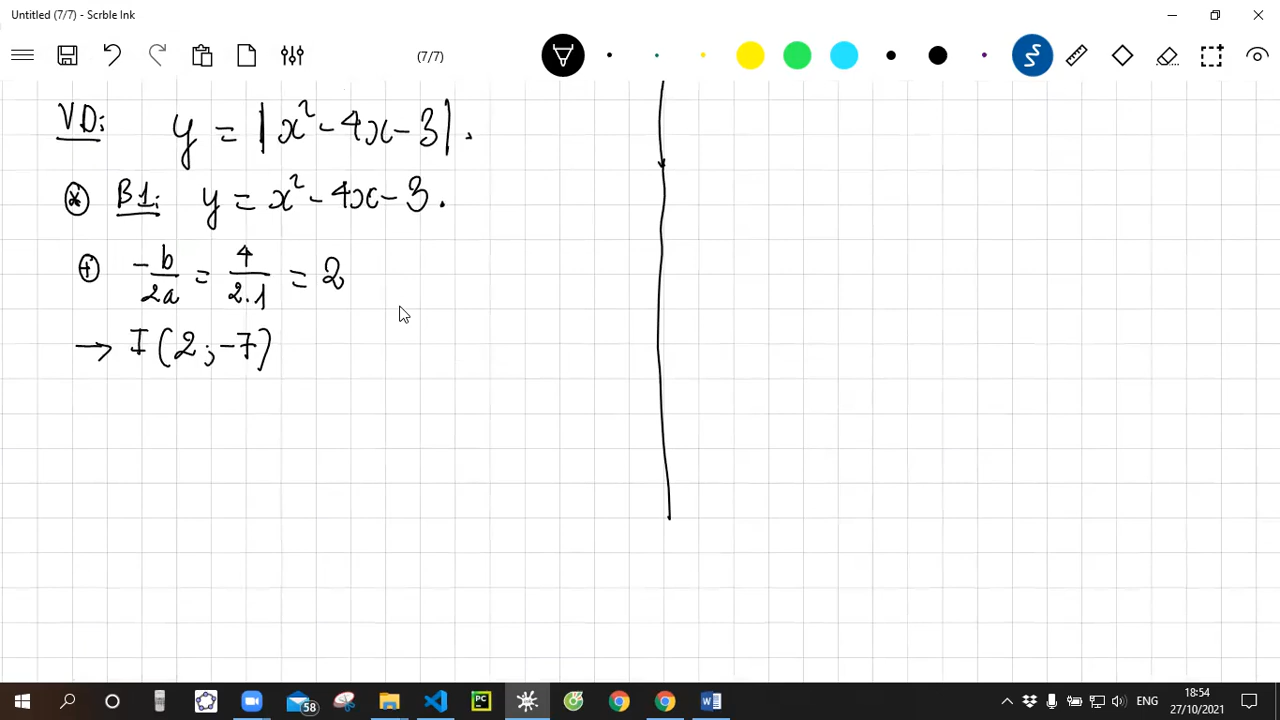 Untitled (7/7) - Scrble Ink
(7/7)
VD: y = |x² - 4x - 3|.
⊛ B1: y = x² - 4x - 3.
⊕ -b/2a = 4/2.1 = 2
→ I(2; -7)
58
PC
ENG
18:54
27/10/2021